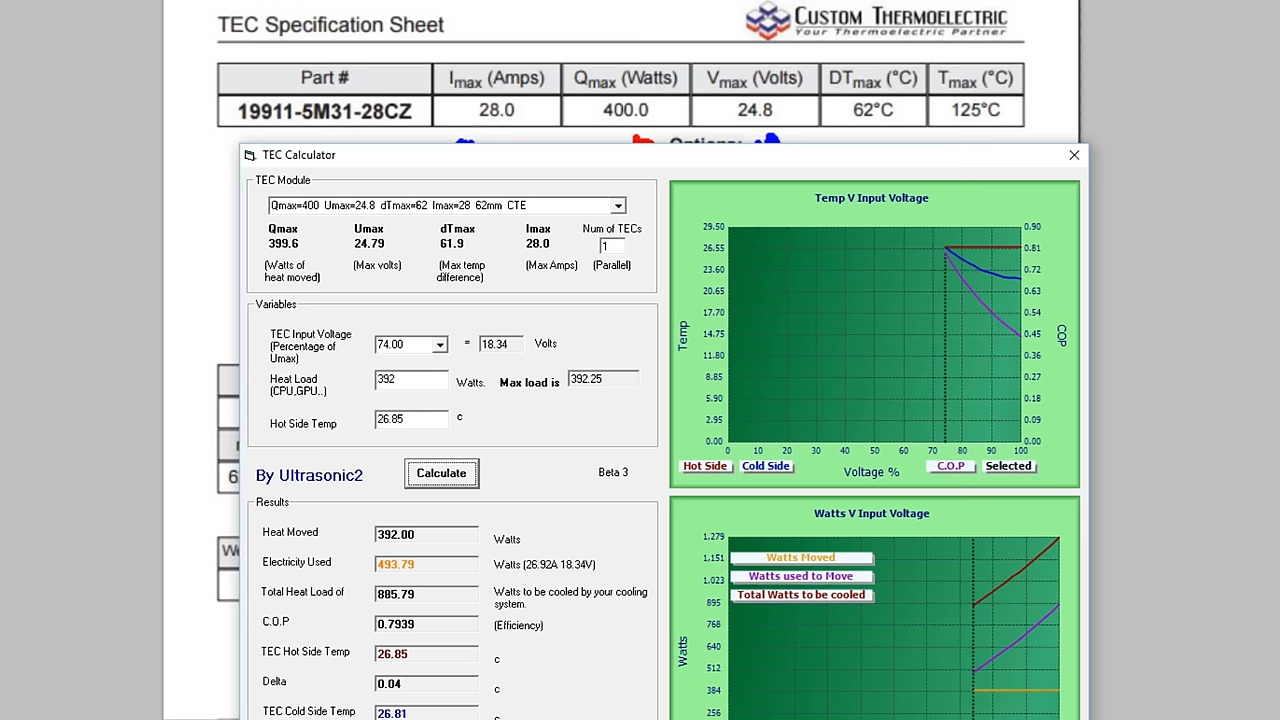 TEC Specification Sheet
CUSTOM THERMOELECTRIC
Your Thermoelectric Partner
Part # Imax (Amps) Qmax (Watts) Vmax (Volts) DTmax (°C) Tmax (°C)
19911-5M31-28CZ 28.0 400.0 24.8 62°C 125°C
TEC Calculator
TEC Module
Qmax=400 Umax=24.8 dTmax=62 Imax=28 62mm CTE
Qmax Umax dTmax Imax Num of TECs
399.6 24.79 61.9 28.0 1
(Watts of heat moved) (Max volts) (Max temp difference) (Max Amps) (Parallel)
Variables
TEC Input Voltage (Percentage of Umax) 74.00 = 18.34 Volts
Heat Load (CPU,GPU..) 392 Watts. Max load is 392.25
Hot Side Temp 26.85 c
By Ultrasonic2 Calculate Beta 3
Results
Heat Moved 392.00 Watts
Electricity Used 493.79 Watts (26.92A 18.34V)
Total Heat Load of 885.79 Watts to be cooled by your cooling system.
C.O.P 0.7939 (Efficiency)
TEC Hot Side Temp 26.85 c
Delta 0.04 c
TEC Cold Side Temp 26.81 c
Temp V Input Voltage
29.50 0.90
26.55 0.81
23.60 0.72
20.65 0.63
17.70 0.54
14.75 0.45
11.80 0.36
8.85 0.27
5.90 0.18
2.95 0.09
0.00 0.00
Temp
COP
0 10 20 30 40 50 60 70 80 90 100
Hot Side Cold Side Voltage % C.O.P Selected
Watts V Input Voltage
1.279
1.151
1.023
895
768
640
512
384
256
Watts
Watts Moved
Watts used to Move
Total Watts to be cooled